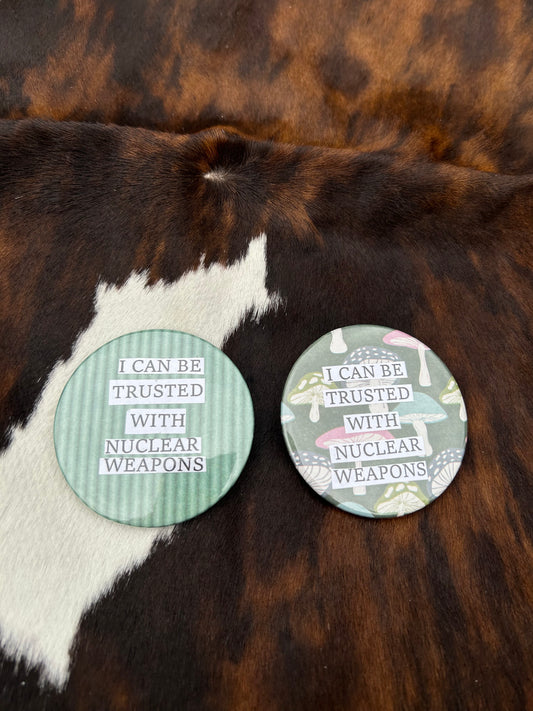 I CAN BE
TRUSTED
WITH
NUCLEAR
WEAPONS
I CAN BE
TRUSTED
WITH
NUCLEAR
WEAPONS